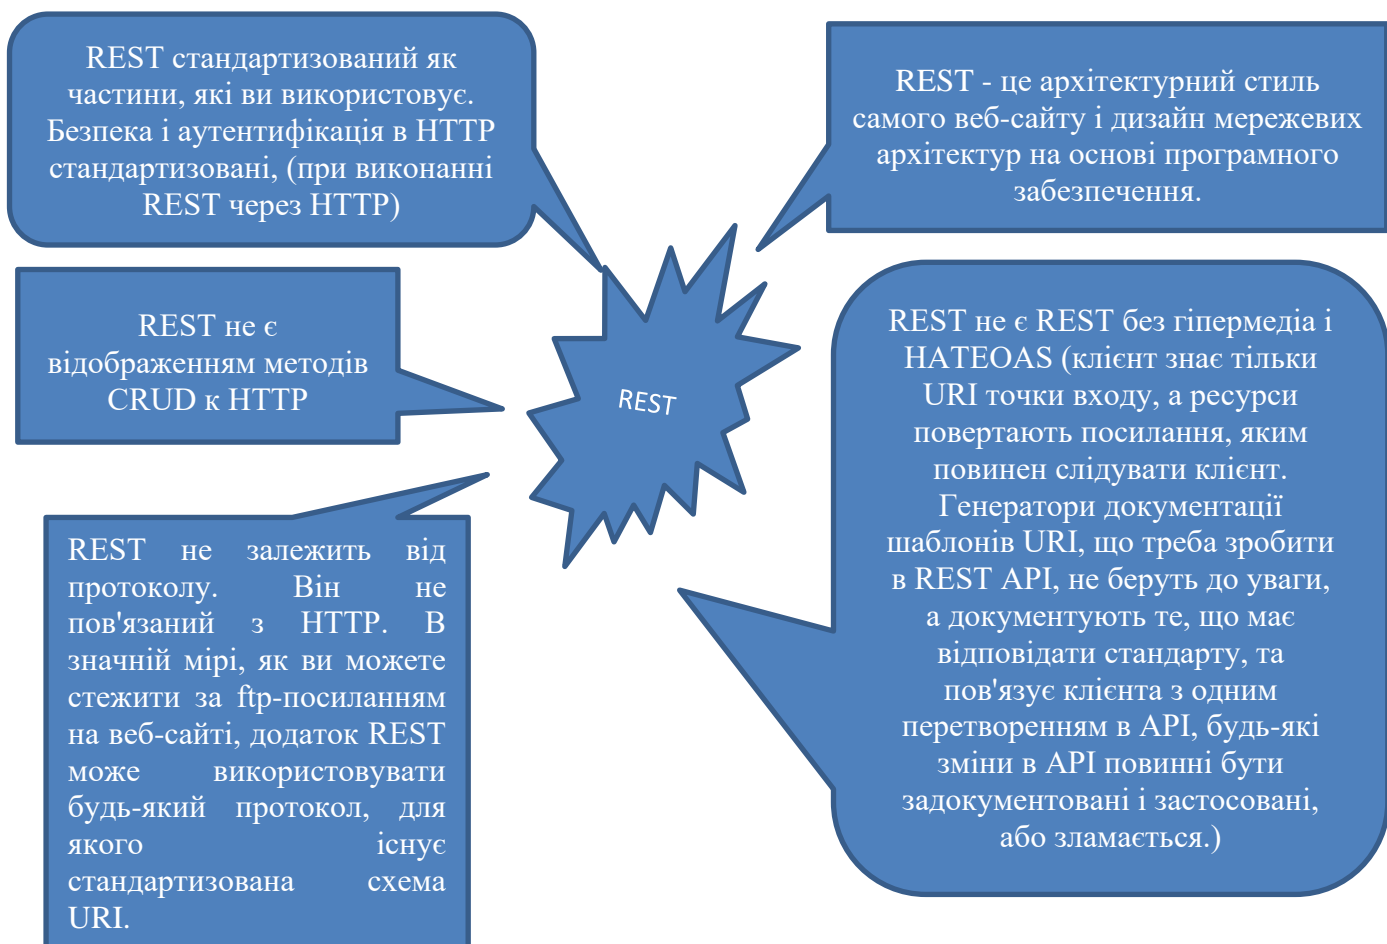 REST стандартизований як
частини, які ви використовує.
Безпека і аутентифікація в HTTP
стандартизовані, (при виконанні
REST через HTTP)
REST - це архітектурний стиль
самого веб-сайту і дизайн мережевих
архітектур на основі програмного
забезпечення.
REST не є
відображенням методів
CRUD к HTTP
REST
REST не є REST без гіпермедіа і
HATEOAS (клієнт знає тільки
URI точки входу, а ресурси
повертають посилання, яким
повинен слідувати клієнт.
Генератори документації
шаблонів URI, що треба зробити
в REST API, не беруть до уваги,
а документують те, що має
відповідати стандарту, та
пов'язує клієнта з одним
перетворенням в API, будь-які
зміни в API повинні бути
задокументовані і застосовані,
або зламається.)
REST не залежить від
протоколу. Він не
пов'язаний з HTTP. В
значній мірі, як ви можете
стежити за ftp-посиланням
на веб-сайті, додаток REST
може використовувати
будь-який протокол, для
якого існує
стандартизована схема
URI.